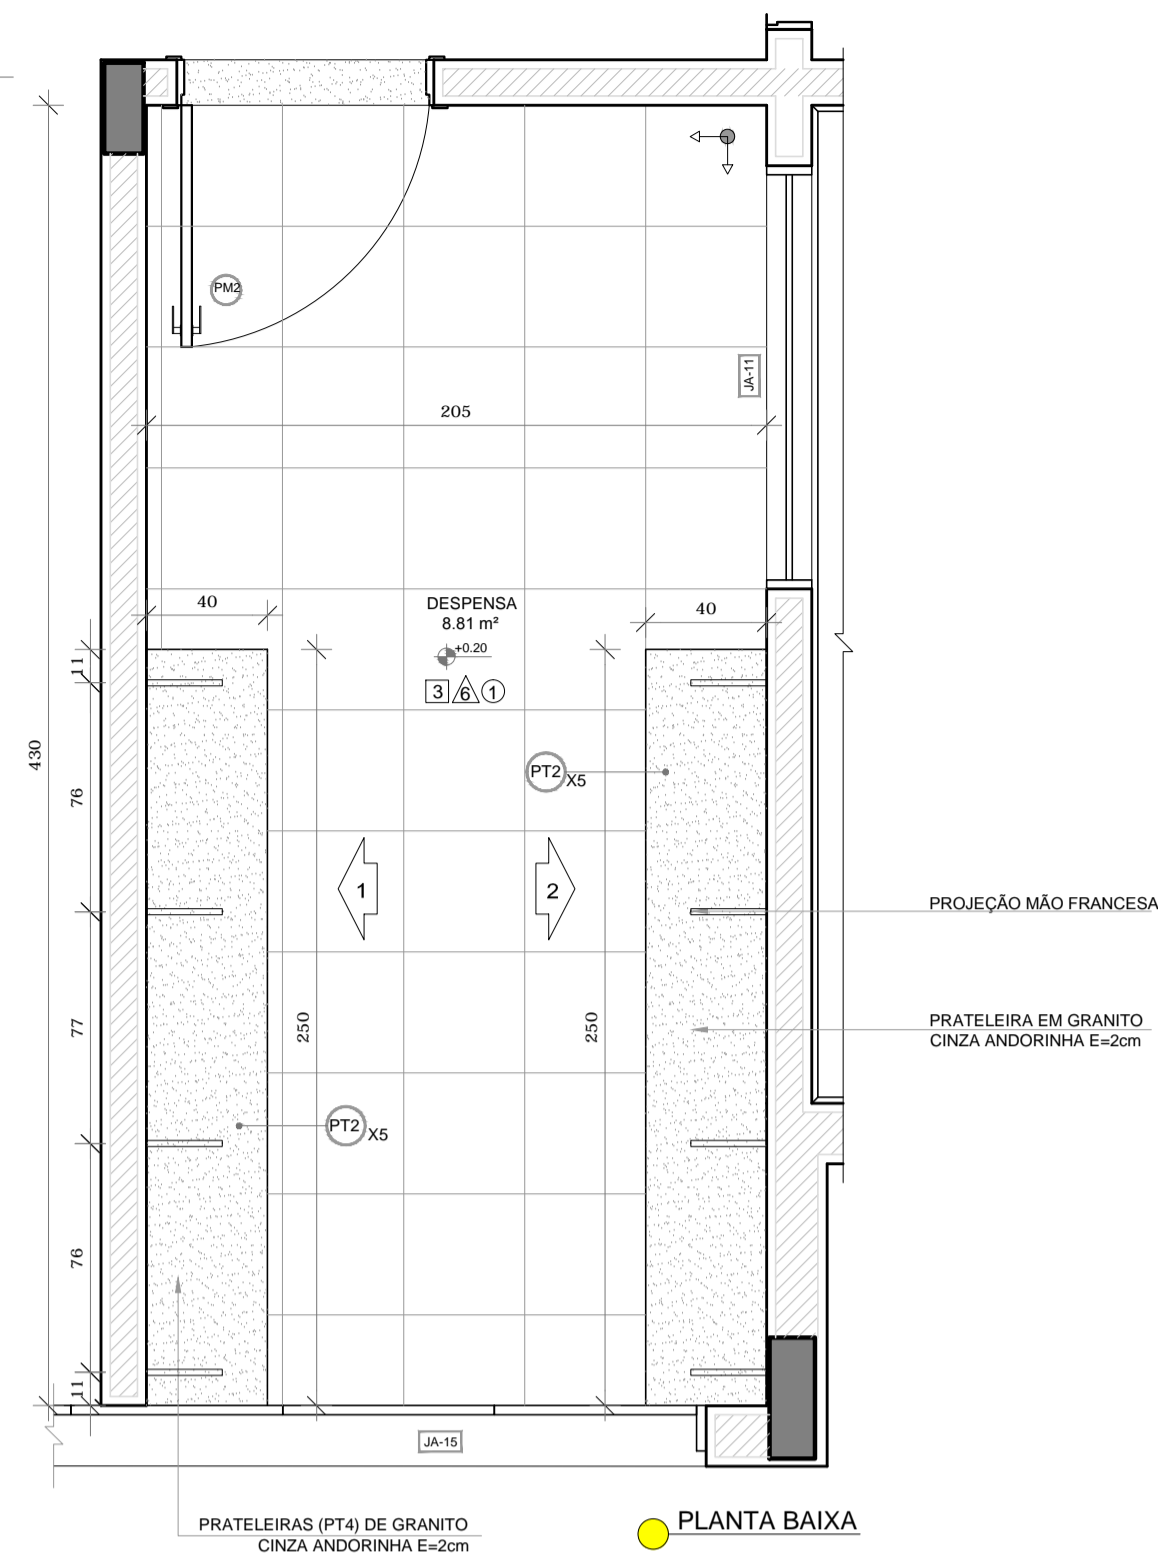 PM2
JA-11
205
40
DESPENSA
8.81 m²
40
+0.20
3 6 1
11
430
76
PT2 X5
1
2
PROJEÇÃO MÃO FRANCESA
77
250
250
PRATELEIRA EM GRANITO
CINZA ANDORINHA E=2cm
PT2 X5
76
11
JA-15
PRATELEIRAS (PT4) DE GRANITO
CINZA ANDORINHA E=2cm
PLANTA BAIXA